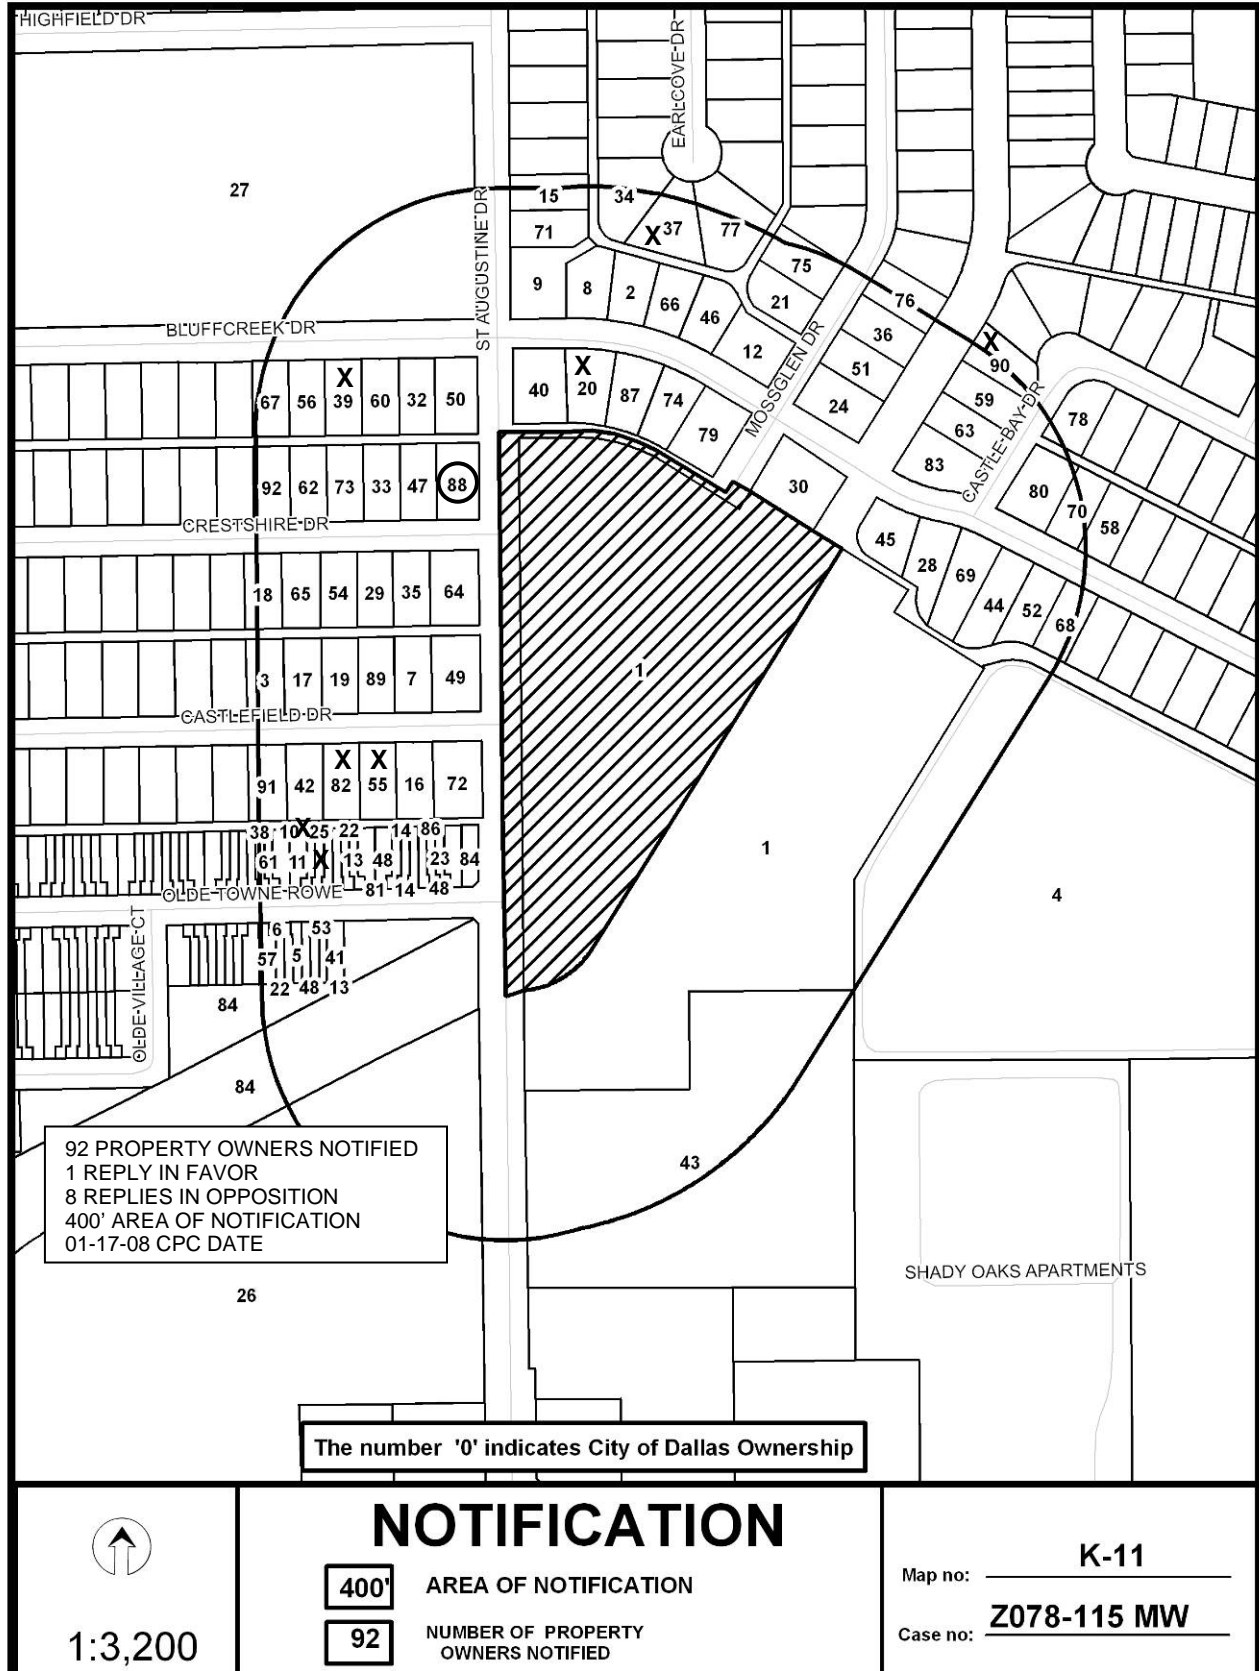 HIGHFIELD DR
EARLCOVE DR
27
15
34
ST AUGUSTINE DR
71
X 37
77
75
9
8
2
66
46
21
76
BLUFFCREEK DR
12
36
MOSSGLEN DR
X
90
51
X
67 56 39 60 32 50
40
X
20
87
74
79
24
59
78
63
CASTLE BAY DR
83
92 62 73 33 47 88
30
80
70
58
CRESTSHIRE DR
45
28
69
44
52
68
18 65 54 29 35 64
3 17 19 89 7 49
1
CASTLEFIELD DR
X X
91 42 82 55 16 72
38 10 X 25 22 14 86
61 11 X 13 48 23 84
81 14 48
OLDE TOWNE ROWE
1
4
OLDE VILLAGE CT
6 53
57 5 41
22 48 13
84
84
92 PROPERTY OWNERS NOTIFIED
1 REPLY IN FAVOR
8 REPLIES IN OPPOSITION
400' AREA OF NOTIFICATION
01-17-08 CPC DATE
43
26
SHADY OAKS APARTMENTS
The number '0' indicates City of Dallas Ownership
1:3,200
NOTIFICATION
400' AREA OF NOTIFICATION
92 NUMBER OF PROPERTY
OWNERS NOTIFIED
Map no: K-11
Case no: Z078-115 MW